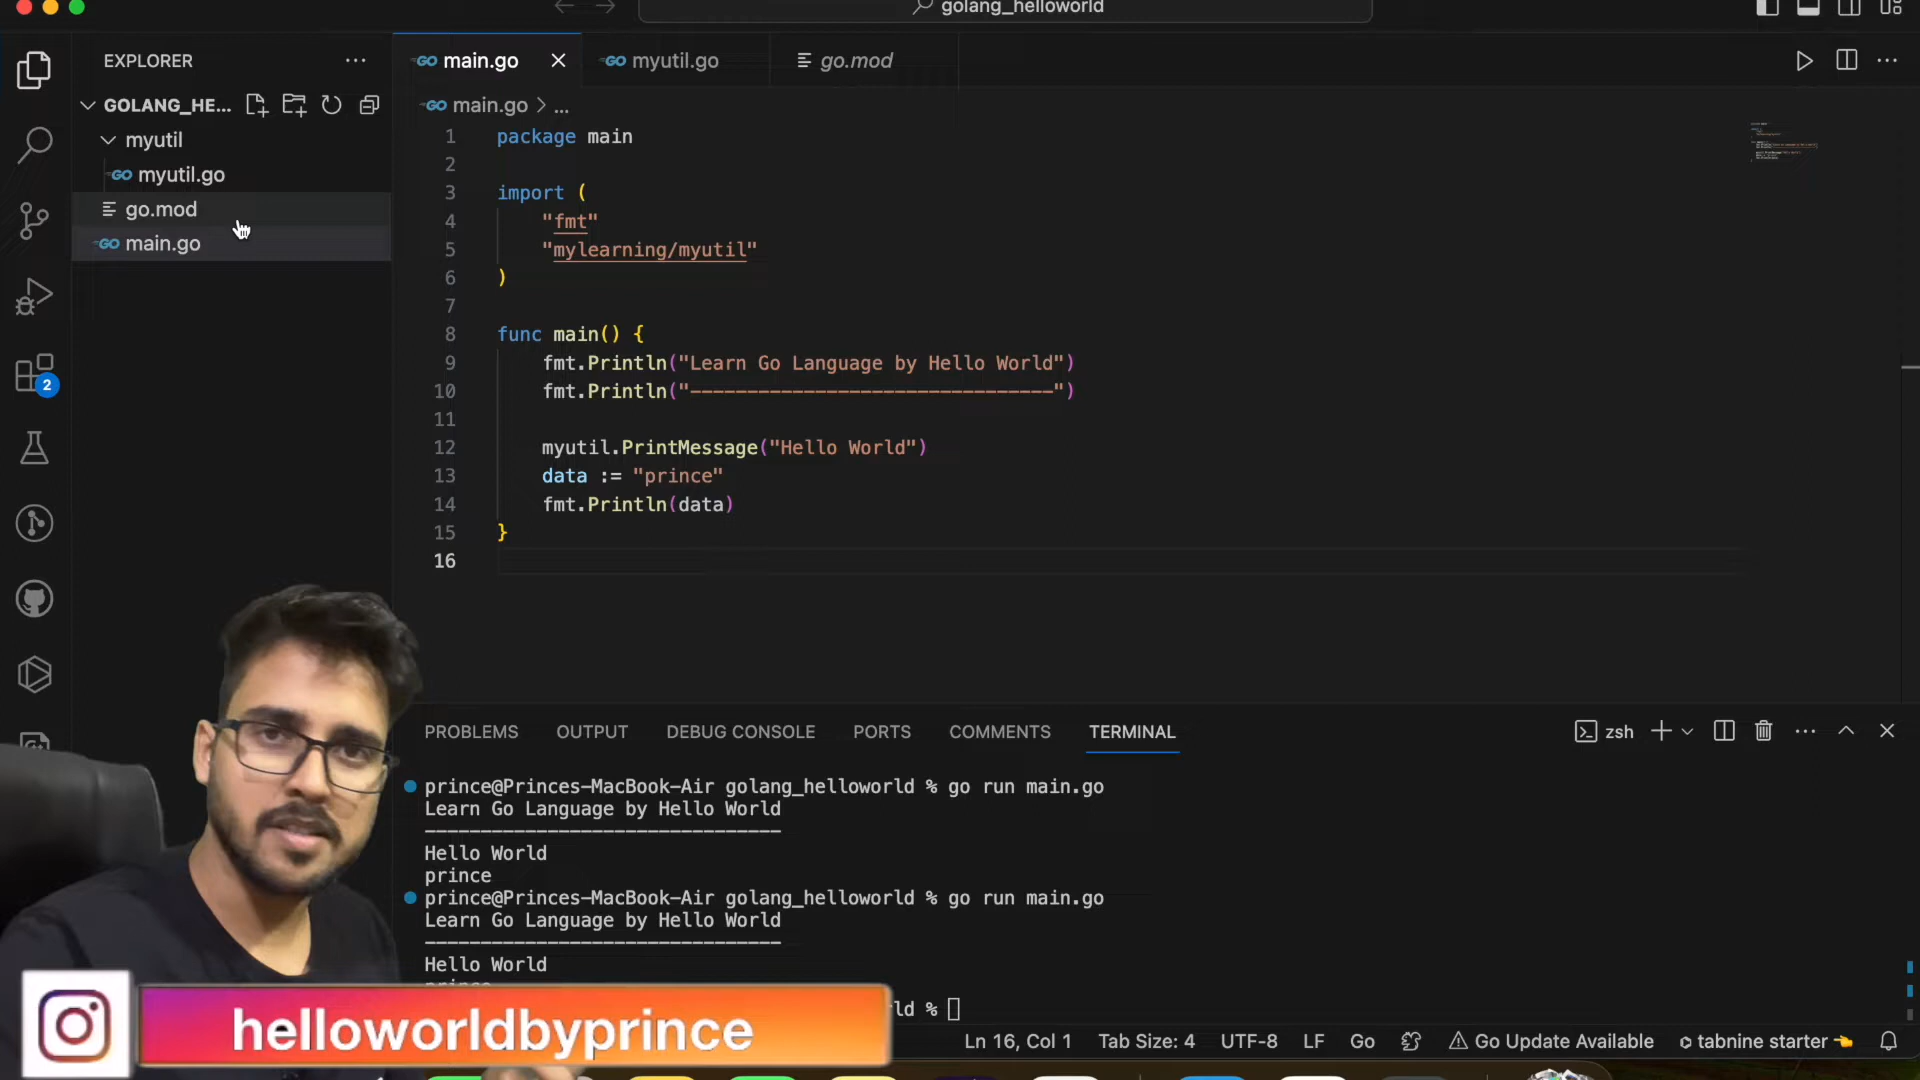 golang_helloworld
EXPLORER
main.go
myutil.go
go.mod
GOLANG_HE...
main.go > ...
myutil
myutil.go
go.mod
main.go
1 package main
2
3 import (
4 "fmt"
5 "mylearning/myutil"
6 )
7
8 func main() {
9 fmt.Println("Learn Go Language by Hello World")
10 fmt.Println("--------------------------------")
11
12 myutil.PrintMessage("Hello World")
13 data := "prince"
14 fmt.Println(data)
15 }
16
2
PROBLEMS OUTPUT DEBUG CONSOLE PORTS COMMENTS TERMINAL
zsh
prince@Princes-MacBook-Air golang_helloworld % go run main.go
Learn Go Language by Hello World
--------------------------------
Hello World
prince
prince@Princes-MacBook-Air golang_helloworld % go run main.go
Learn Go Language by Hello World
--------------------------------
Hello World
prince
ld %
helloworldbyprince
Ln 16, Col 1 Tab Size: 4 UTF-8 LF Go Go Update Available tabnine starter